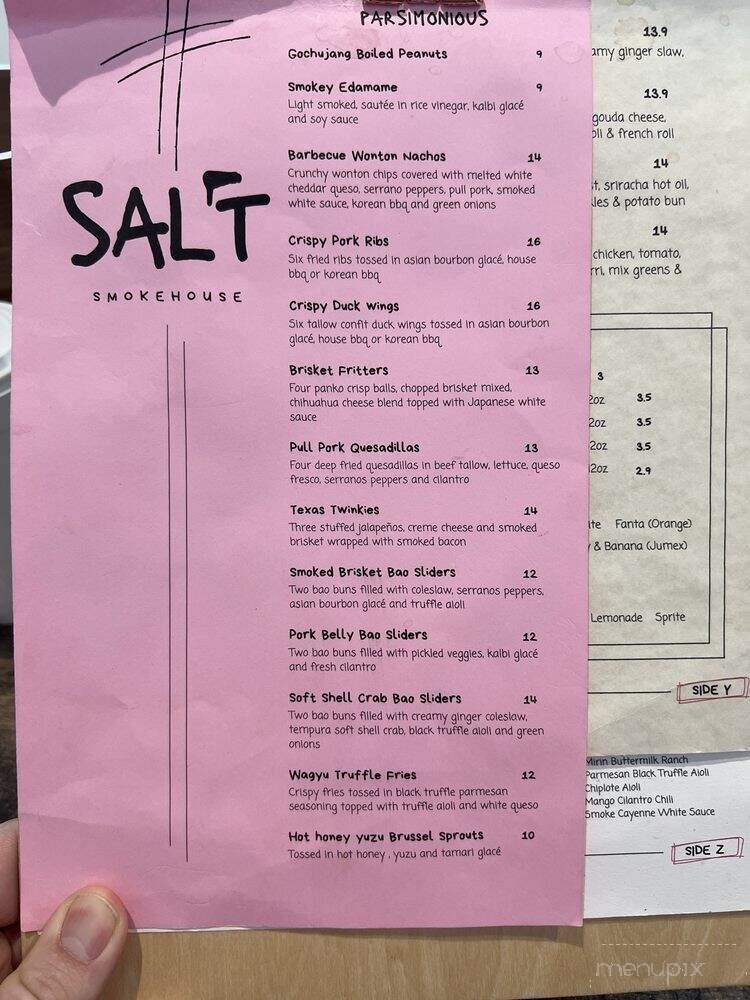 PARSIMONIOUS
SALT
SMOKEHOUSE
Gochujang Boiled Peanuts 9
Smokey Edamame 9
Light smoked, sautée in rice vinegar, kalbi glacé
and soy sauce
Barbecue Wonton Nachos 14
Crunchy wonton chips covered with melted white
cheddar queso, serrano peppers, pull pork, smoked
white sauce, korean bbq and green onions
Crispy Pork Ribs 16
Six fried ribs tossed in asian bourbon glacé, house
bbq or korean bbq
Crispy Duck Wings 16
Six tallow confit duck wings tossed in asian bourbon
glacé, house bbq or korean bbq
Brisket Fritters 13
Four panko crisp balls, chopped brisket mixed,
chihuahua cheese blend topped with Japanese white
sauce
Pull Pork Quesadillas 13
Four deep fried quesadillas in beef tallow, lettuce, queso
fresco, serranos peppers and cilantro
Texas Twinkies 14
Three stuffed jalapeños, creme cheese and smoked
brisket wrapped with smoked bacon
Smoked Brisket Bao Sliders 12
Two bao buns filled with coleslaw, serranos peppers,
asian bourbon glacé and truffle aioli
Pork Belly Bao Sliders 12
Two bao buns filled with pickled veggies, kalbi glacé
and fresh cilantro
Soft Shell Crab Bao Sliders 14
Two bao buns filled with creamy ginger coleslaw,
tempura soft shell crab, black truffle aioli and green
onions
Wagyu Truffle Fries 12
Crispy fries tossed in black truffle parmesan
seasoning topped with truffle aioli and white queso
Hot honey yuzu Brussel Sprouts 10
Tossed in hot honey , yuzu and tamari glacé
13.9
ginger slaw,
13.9
gouda cheese,
& french roll
14
sriracha hot oil,
& potato bun
14
chicken, tomato,
mix greens &
3
2oz 3.5
2oz 3.5
2oz 3.5
2oz 2.9
Fanta (Orange)
& Banana (Jumex)
Lemonade Sprite
SIDE Y
Mirin Buttermilk Ranch
Parmesan Black Truffle Aioli
Chiplote Aioli
Mango Cilantro Chili
Smoke Cayenne White Sauce
SIDE Z
menupix